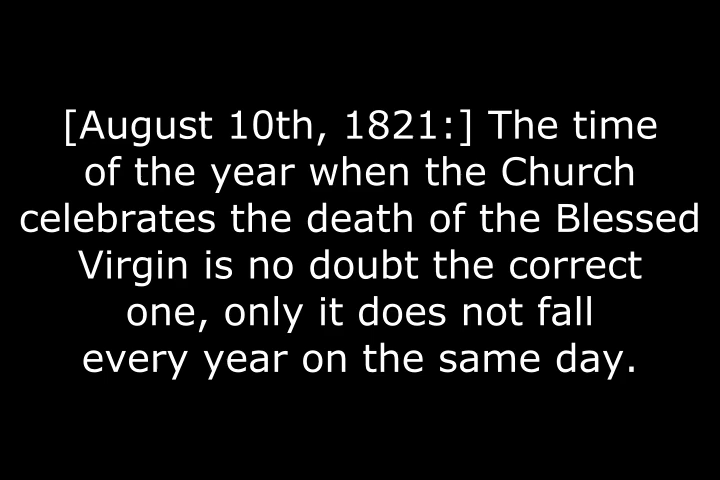 [August 10th, 1821:] The time
of the year when the Church
celebrates the death of the Blessed
Virgin is no doubt the correct
one, only it does not fall
every year on the same day.